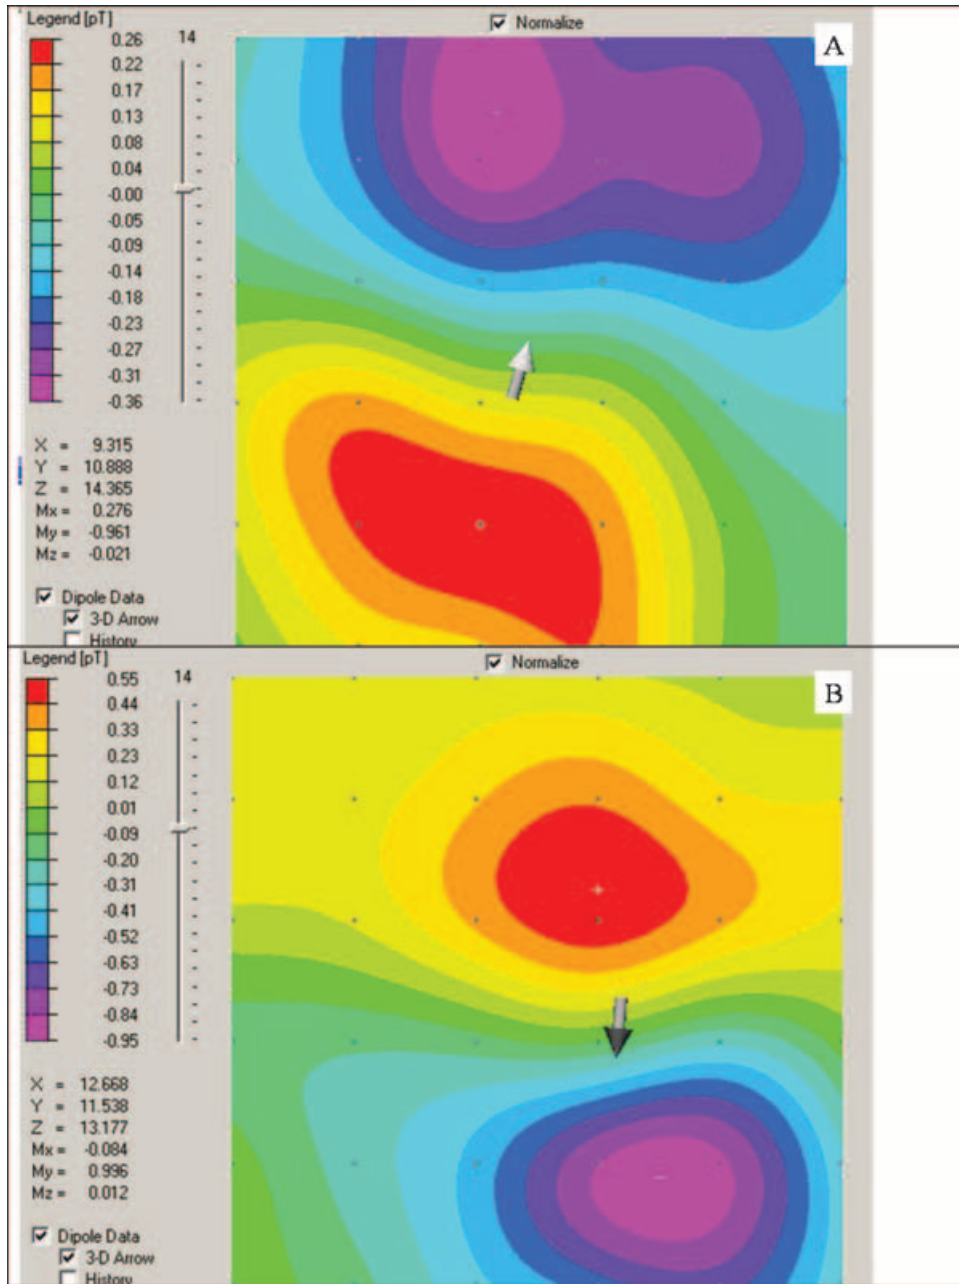 Legend [pT]
Normalize
A
14
0.26
0.22
0.17
0.13
0.08
0.04
-0.00
-0.05
-0.09
-0.14
-0.18
-0.23
-0.27
-0.31
-0.36
X = 9.315
Y = 10.888
Z = 14.365
Mx = 0.276
My = -0.961
Mz = -0.021
Dipole Data
3-D Arrow
History
Legend [pT]
Normalize
B
14
0.55
0.44
0.33
0.23
0.12
0.01
-0.09
-0.20
-0.31
-0.41
-0.52
-0.63
-0.73
-0.84
-0.95
X = 12.668
Y = 11.538
Z = 13.177
Mx = -0.084
My = 0.996
Mz = 0.012
Dipole Data
3-D Arrow
History